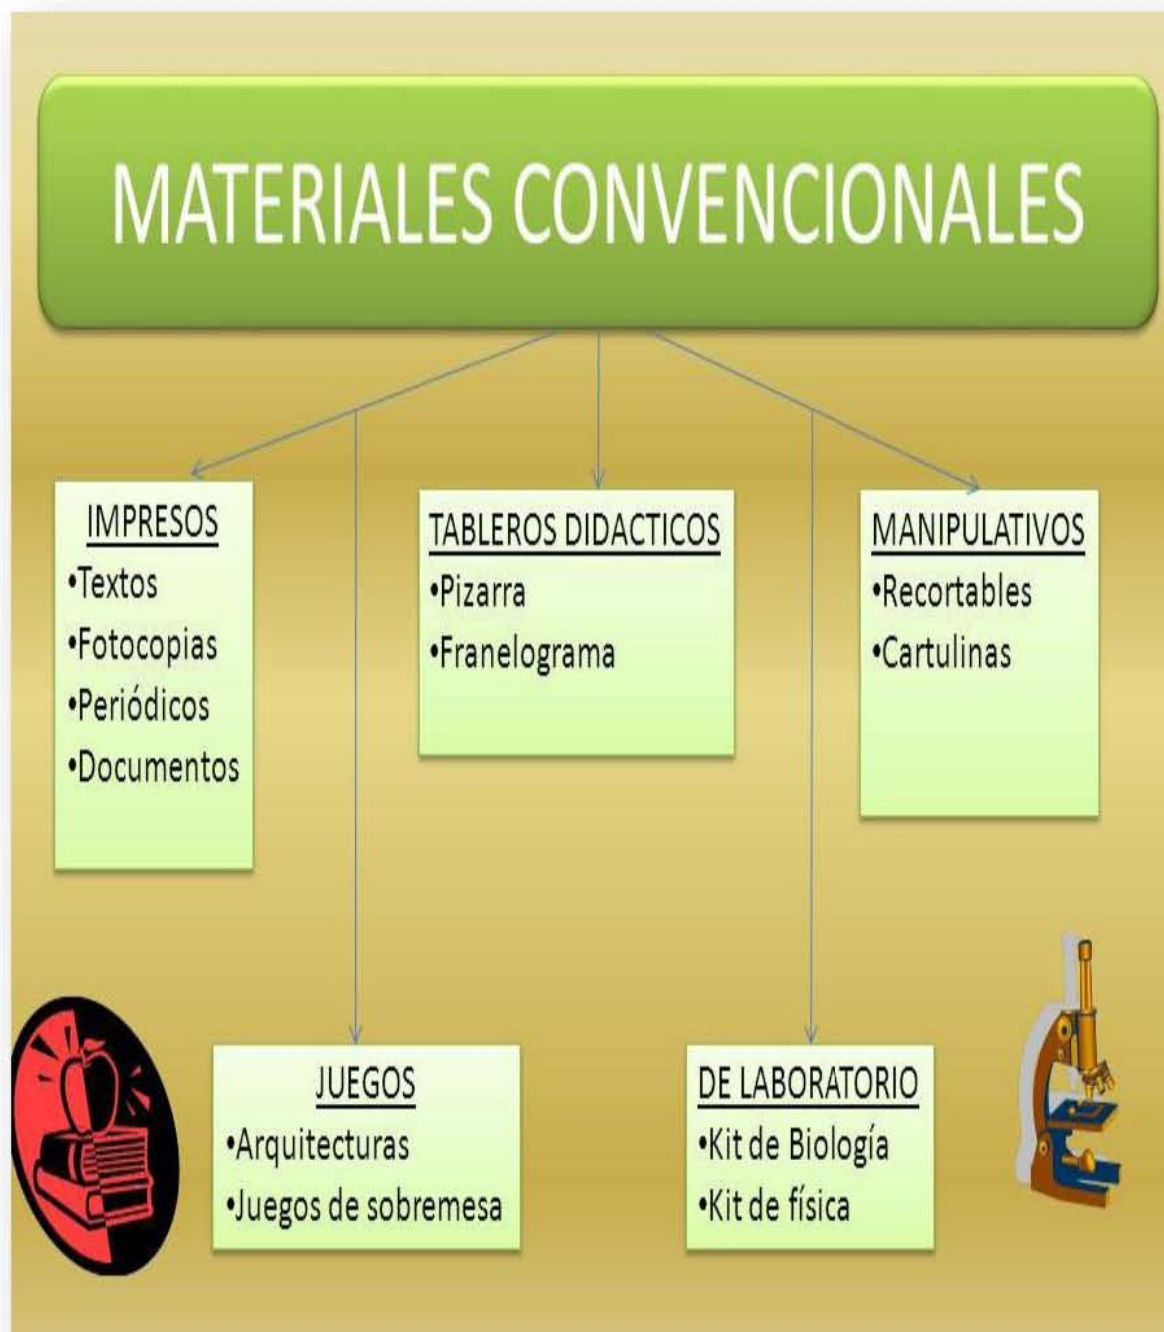 MATERIALES CONVENCIONALES
IMPRESOS
•Textos
•Fotocopias
•Periódicos
•Documentos
TABLEROS DIDACTICOS
•Pizarra
•Franelograma
MANIPULATIVOS
•Recortables
•Cartulinas
JUEGOS
•Arquitecturas
•Juegos de sobremesa
DE LABORATORIO
•Kit de Biología
•Kit de física